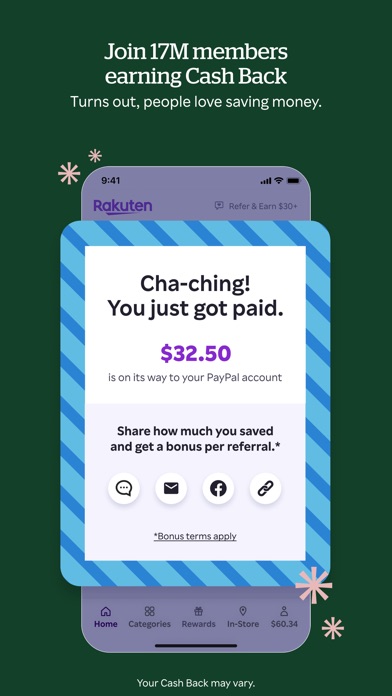 Join 17M members
earning Cash Back
Turns out, people love saving money.
9:41
Rakuten
Refer & Earn $30+
Cha-ching!
You just got paid.
$32.50
is on its way to your PayPal account
Share how much you saved
and get a bonus per referral.*
*Bonus terms apply
Home Categories Rewards In-Store $60.34
Your Cash Back may vary.